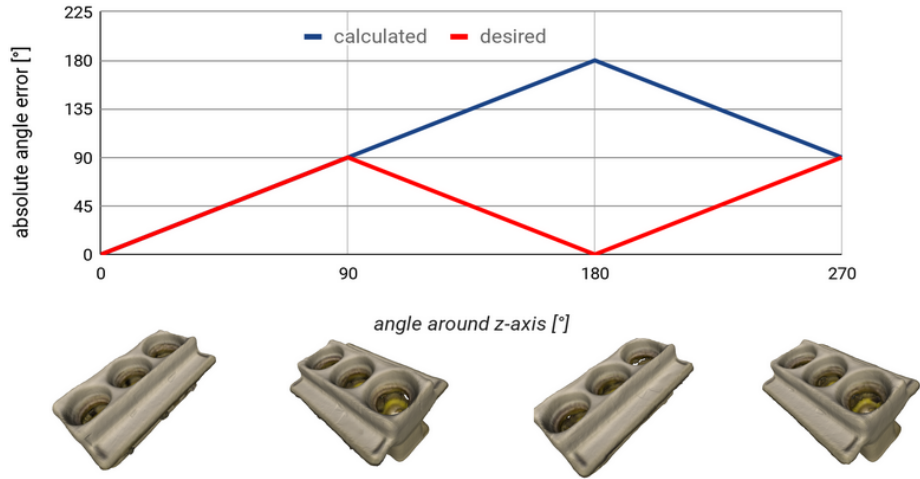 225
calculated desired
180
135
90
45
0
absolute angle error [°]
0 90 180 270
angle around z-axis [°]